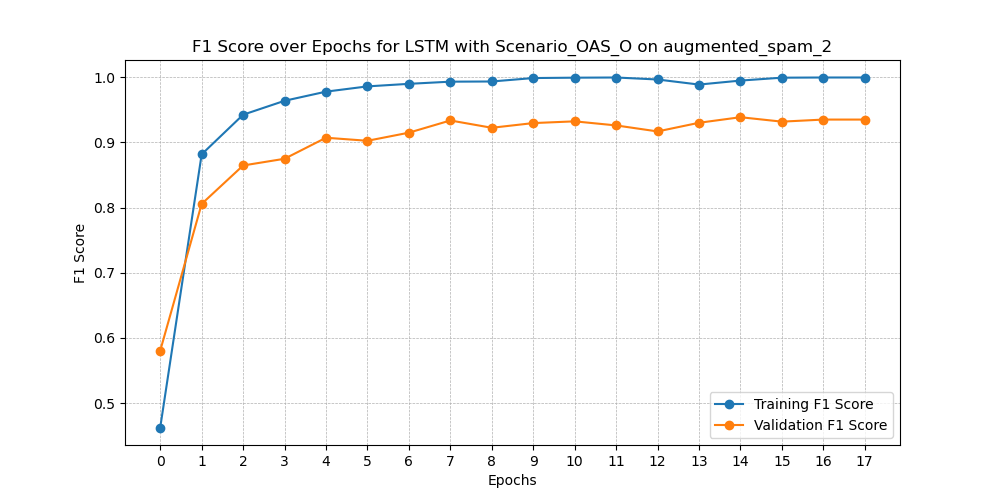 F1 Score over Epochs for LSTM with Scenario_OAS_O on augmented_spam_2
F1 Score
1.0
0.9
0.8
0.7
0.6
0.5
Training F1 Score
Validation F1 Score
0 1 2 3 4 5 6 7 8 9 10 11 12 13 14 15 16 17
Epochs